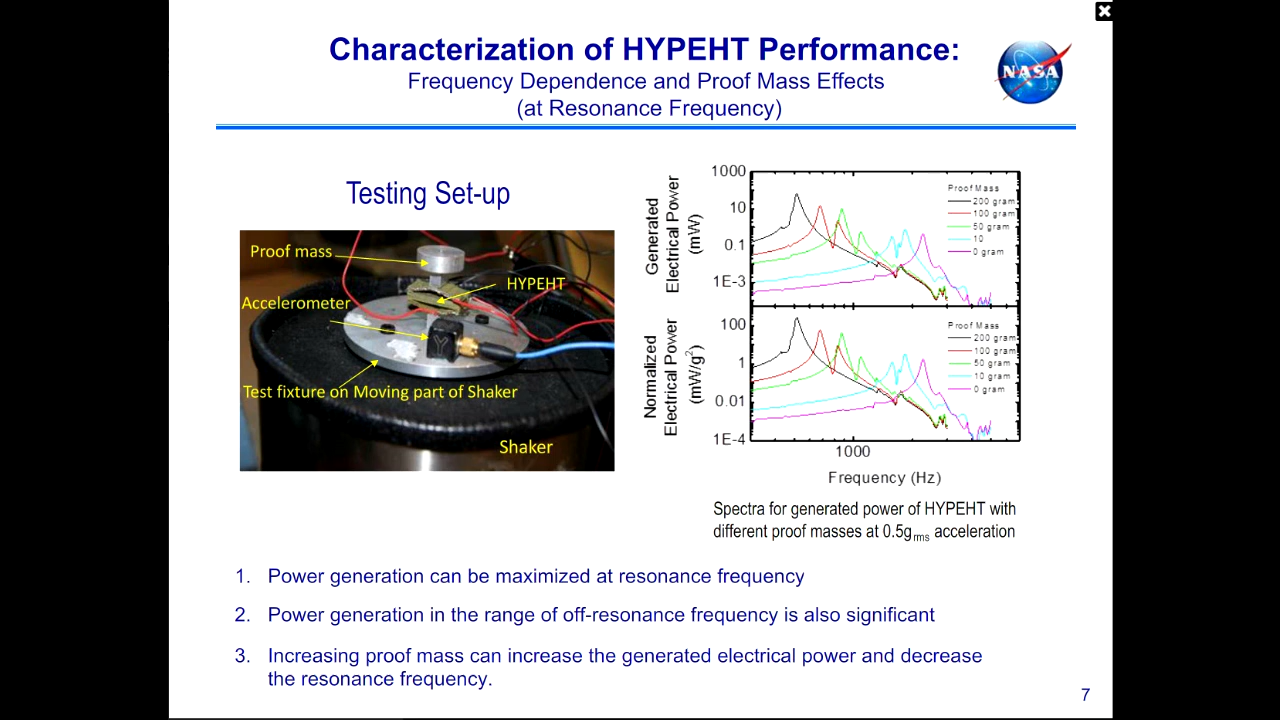 Characterization of HYPEHT Performance:
Frequency Dependence and Proof Mass Effects
(at Resonance Frequency)
NASA
Testing Set-up
Proof mass
HYPEHT
Accelerometer
Y
Test fixture on Moving part of Shaker
Shaker
Generated
Electrical Power
(mW)
1000
10
0.1
1E-3
Proof Mass
200 gram
100 gram
50 gram
10
0 gram
Normalized
Electrical Power
(mW/g²)
100
1
0.01
1E-4
Proof Mass
200 gram
100 gram
50 gram
10 gram
0 gram
1000
Frequency (Hz)
Spectra for generated power of HYPEHT with
different proof masses at 0.5grms acceleration
1. Power generation can be maximized at resonance frequency
2. Power generation in the range of off-resonance frequency is also significant
3. Increasing proof mass can increase the generated electrical power and decrease
the resonance frequency.
7